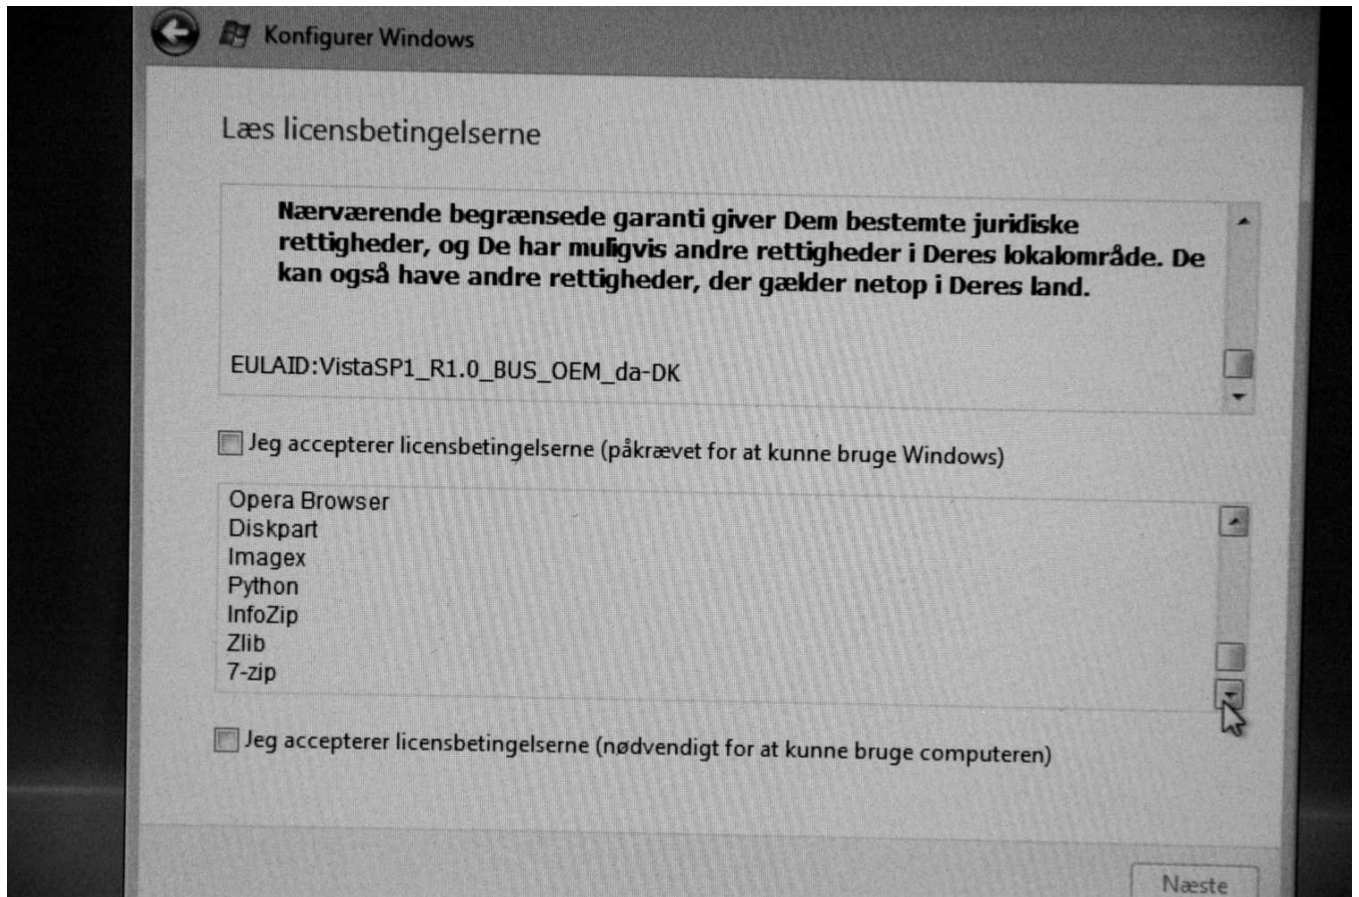 Konfigurer Windows
Læs licensbetingelserne
Nærværende begrænsede garanti giver Dem bestemte juridiske
rettigheder, og De har muligvis andre rettigheder i Deres lokalområde. De
kan også have andre rettigheder, der gælder netop i Deres land.
EULAID:VistaSP1_R1.0_BUS_OEM_da-DK
Jeg accepterer licensbetingelserne (påkrævet for at kunne bruge Windows)
Opera Browser
Diskpart
Imagex
Python
InfoZip
Zlib
7-zip
Jeg accepterer licensbetingelserne (nødvendigt for at kunne bruge computeren)
Næste